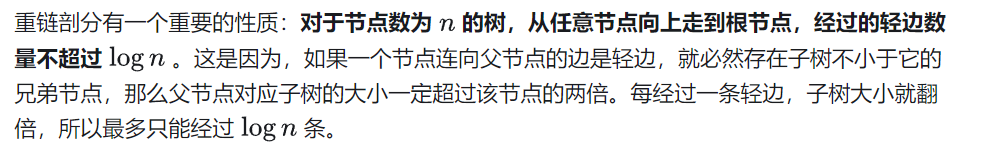 重链剖分有一个重要的性质：对于节点数为 n 的树，从任意节点向上走到根节点，经过的轻边数
量不超过 log n 。这是因为，如果一个节点连向父节点的边是轻边，就必然存在子树不小于它的
兄弟节点，那么父节点对应子树的大小一定超过该节点的两倍。每经过一条轻边，子树大小就翻
倍，所以最多只能经过 log n 条。